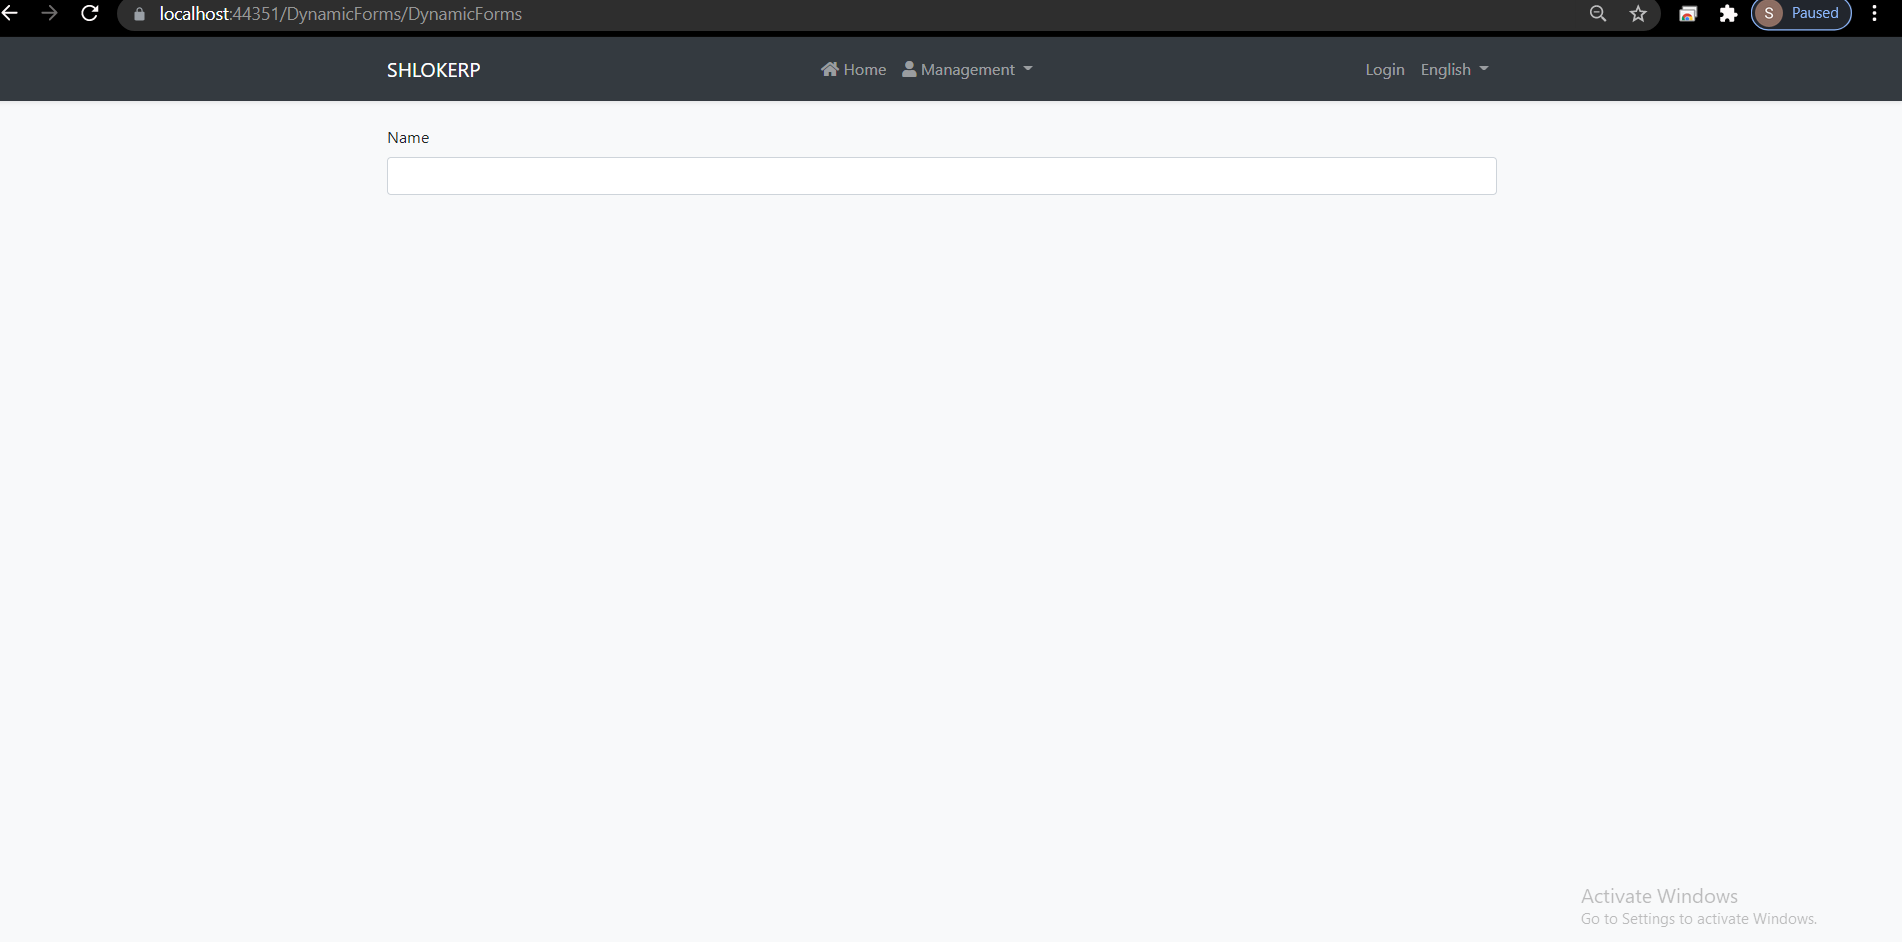 localhost:44351/DynamicForms/DynamicForms
S Paused
SHLOKERP Home Management Login English
Name
Activate Windows
Go to Settings to activate Windows.